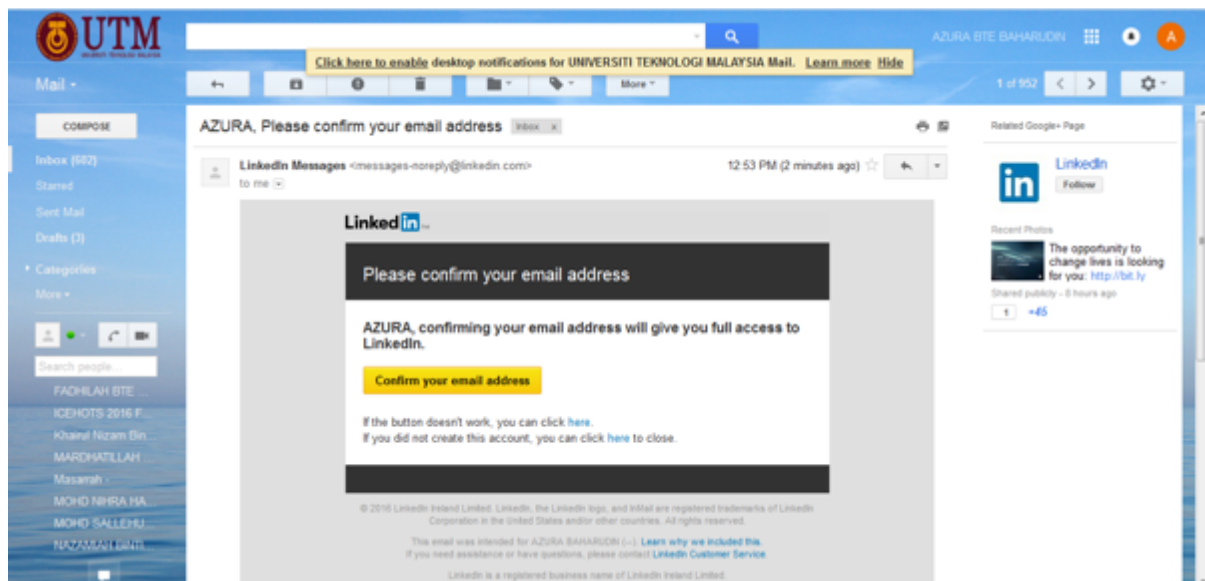 UTM
UNIVERSITI TEKNOLOGI MALAYSIA
AZURA BTE BAHARUDIN
A
Click here to enable desktop notifications for UNIVERSITI TEKNOLOGI MALAYSIA Mail. Learn more Hide
Mail
More
1 of 952
COMPOSE
Inbox (602)
Starred
Sent Mail
Drafts (3)
Categories
More
Search people...
FADHILAH BTE ...
ICEHOTS 2016 F...
Khairul Nizam Bin...
MARDHATILLAH ...
Masarrah -
MOHD NIHRA HA...
MOHD SALLEHU...
AZURA, Please confirm your email address Inbox x
LinkedIn Messages <messages-noreply@linkedin.com>
12:53 PM (2 minutes ago)
to me
Linked in
Please confirm your email address
AZURA, confirming your email address will give you full access to
LinkedIn.
Confirm your email address
If the button doesn't work, you can click here.
If you did not create this account, you can click here to close.
© 2016 LinkedIn Ireland Limited. LinkedIn, the LinkedIn logo, and InMail are registered trademarks of LinkedIn
Corporation in the United States and/or other countries. All rights reserved.
This email was intended for AZURA BAHARUDIN (--). Learn why we included this.
If you need assistance or have questions, please contact LinkedIn Customer Service.
LinkedIn is a registered business name of LinkedIn Ireland Limited.
Related Google+ Page
in
LinkedIn
Follow
Recent Photos
The opportunity to
change lives is looking
for you: http://bit.ly
Shared publicly - 8 hours ago
1 +45